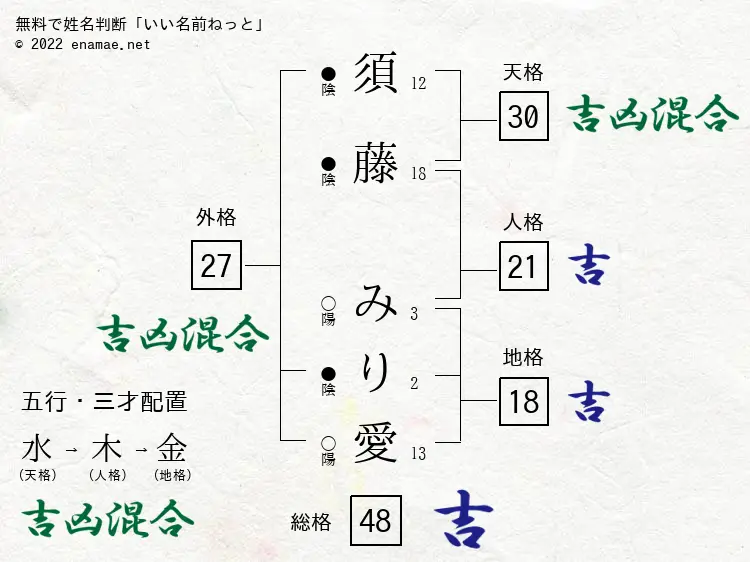 無料で姓名判断「いい名前ねっと」
© 2022 enamae.net
須 12
●陰
藤 18
●陰
み 3
○陽
り 2
●陰
愛 13
○陽
天格
30
吉凶混合
人格
21
吉
地格
18
吉
外格
27
吉凶混合
五行・三才配置
水→木→金
(天格) (人格) (地格)
吉凶混合
総格 48 吉